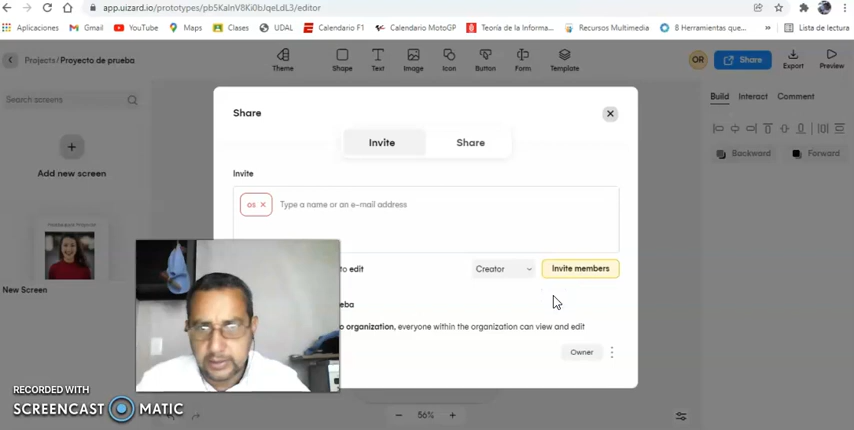 app.uizard.io/prototypes/pb5KalnV8Ki0b/qeLdL3/editor
Aplicaciones
Gmail
YouTube
Maps
Clases
UDAL
Calendario F1
Calendario MotoGP
Teoría de la Informa...
Recursos Multimedia
8 Herramientas que...
»
Lista de lectura
Projects / Proyecto de prueba
Theme
Shape
Text
Image
Icon
Button
Form
Template
OR
Share
Export
Preview
Search screens
Add new screen
New Screen
Share
Invite
Share
Invite
os ×
Type a name or an e-mail address
to edit
Creator
Invite members
eba
o organization, everyone within the organization can view and edit
Owner
Build
Interact
Comment
Backward
Forward
56%
RECORDED WITH
SCREENCAST MATIC